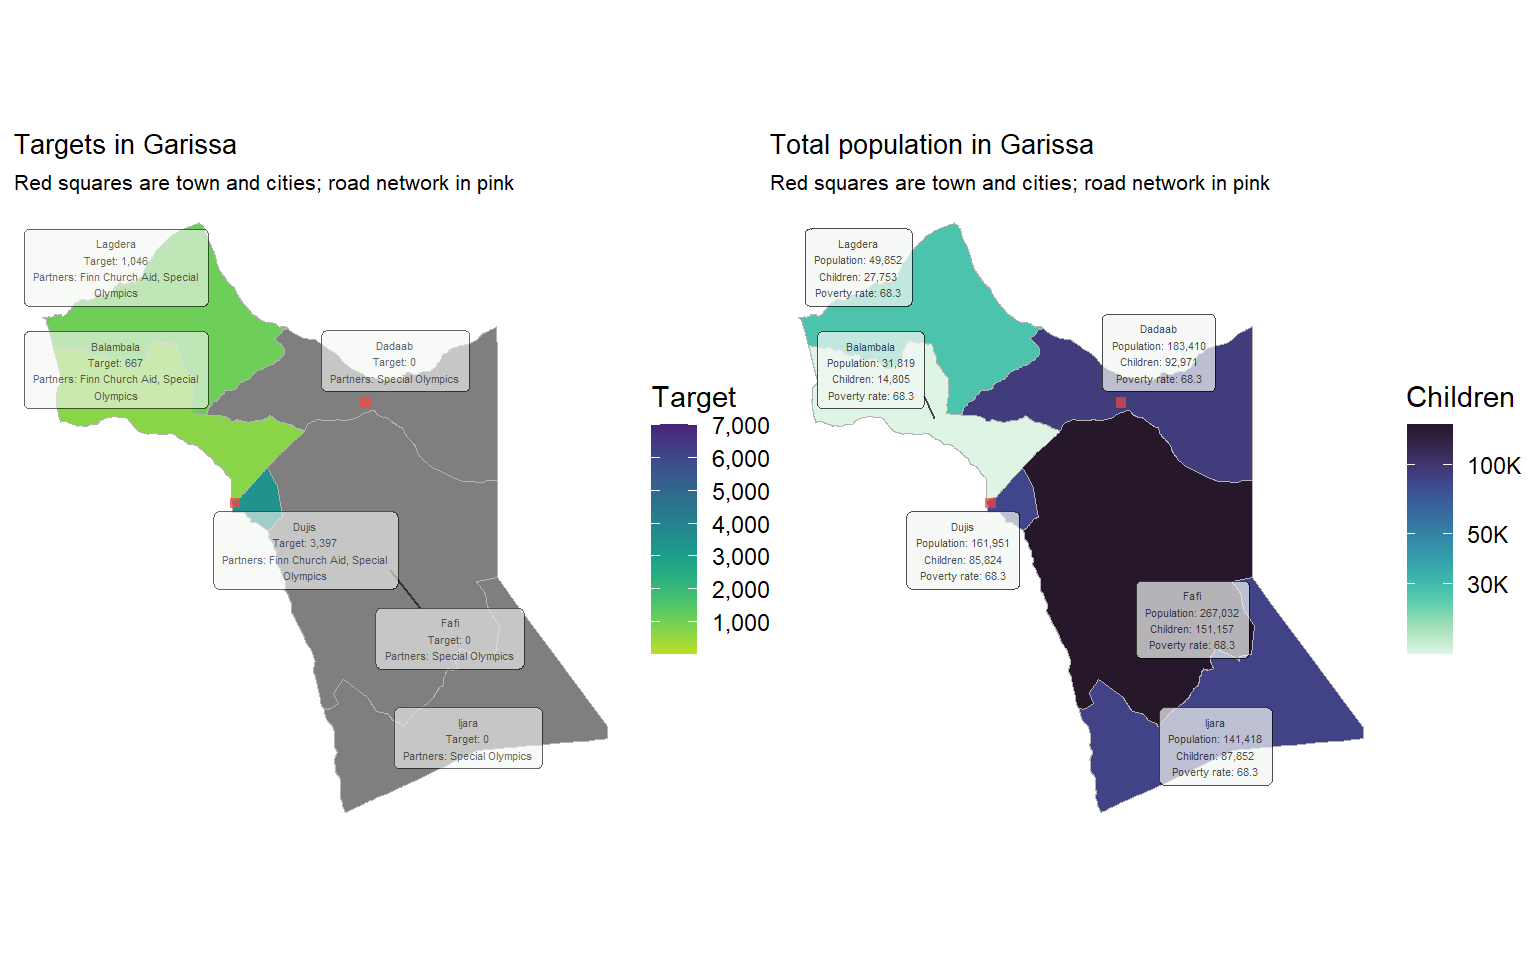 Targets in Garissa
Red squares are town and cities; road network in pink
Lagdera
Target: 1,046
Partners: Finn Church Aid, Special
Olympics
Balambala
Target: 667
Partners: Finn Church Aid, Special
Olympics
Dadaab
Target: 0
Partners: Special Olympics
Dujis
Target: 3,397
Partners: Finn Church Aid, Special
Olympics
Fafi
Target: 0
Partners: Special Olympics
Ijara
Target: 0
Partners: Special Olympics
Target
7,000
6,000
5,000
4,000
3,000
2,000
1,000
Total population in Garissa
Red squares are town and cities; road network in pink
Lagdera
Population: 49,852
Children: 27,753
Poverty rate: 68.3
Balambala
Population: 31,819
Children: 14,805
Poverty rate: 68.3
Dadaab
Population: 183,410
Children: 92,971
Poverty rate: 68.3
Dujis
Population: 161,951
Children: 85,824
Poverty rate: 68.3
Fafi
Population: 267,032
Children: 151,157
Poverty rate: 68.3
Ijara
Population: 141,418
Children: 87,852
Poverty rate: 68.3
Children
100K
50K
30K